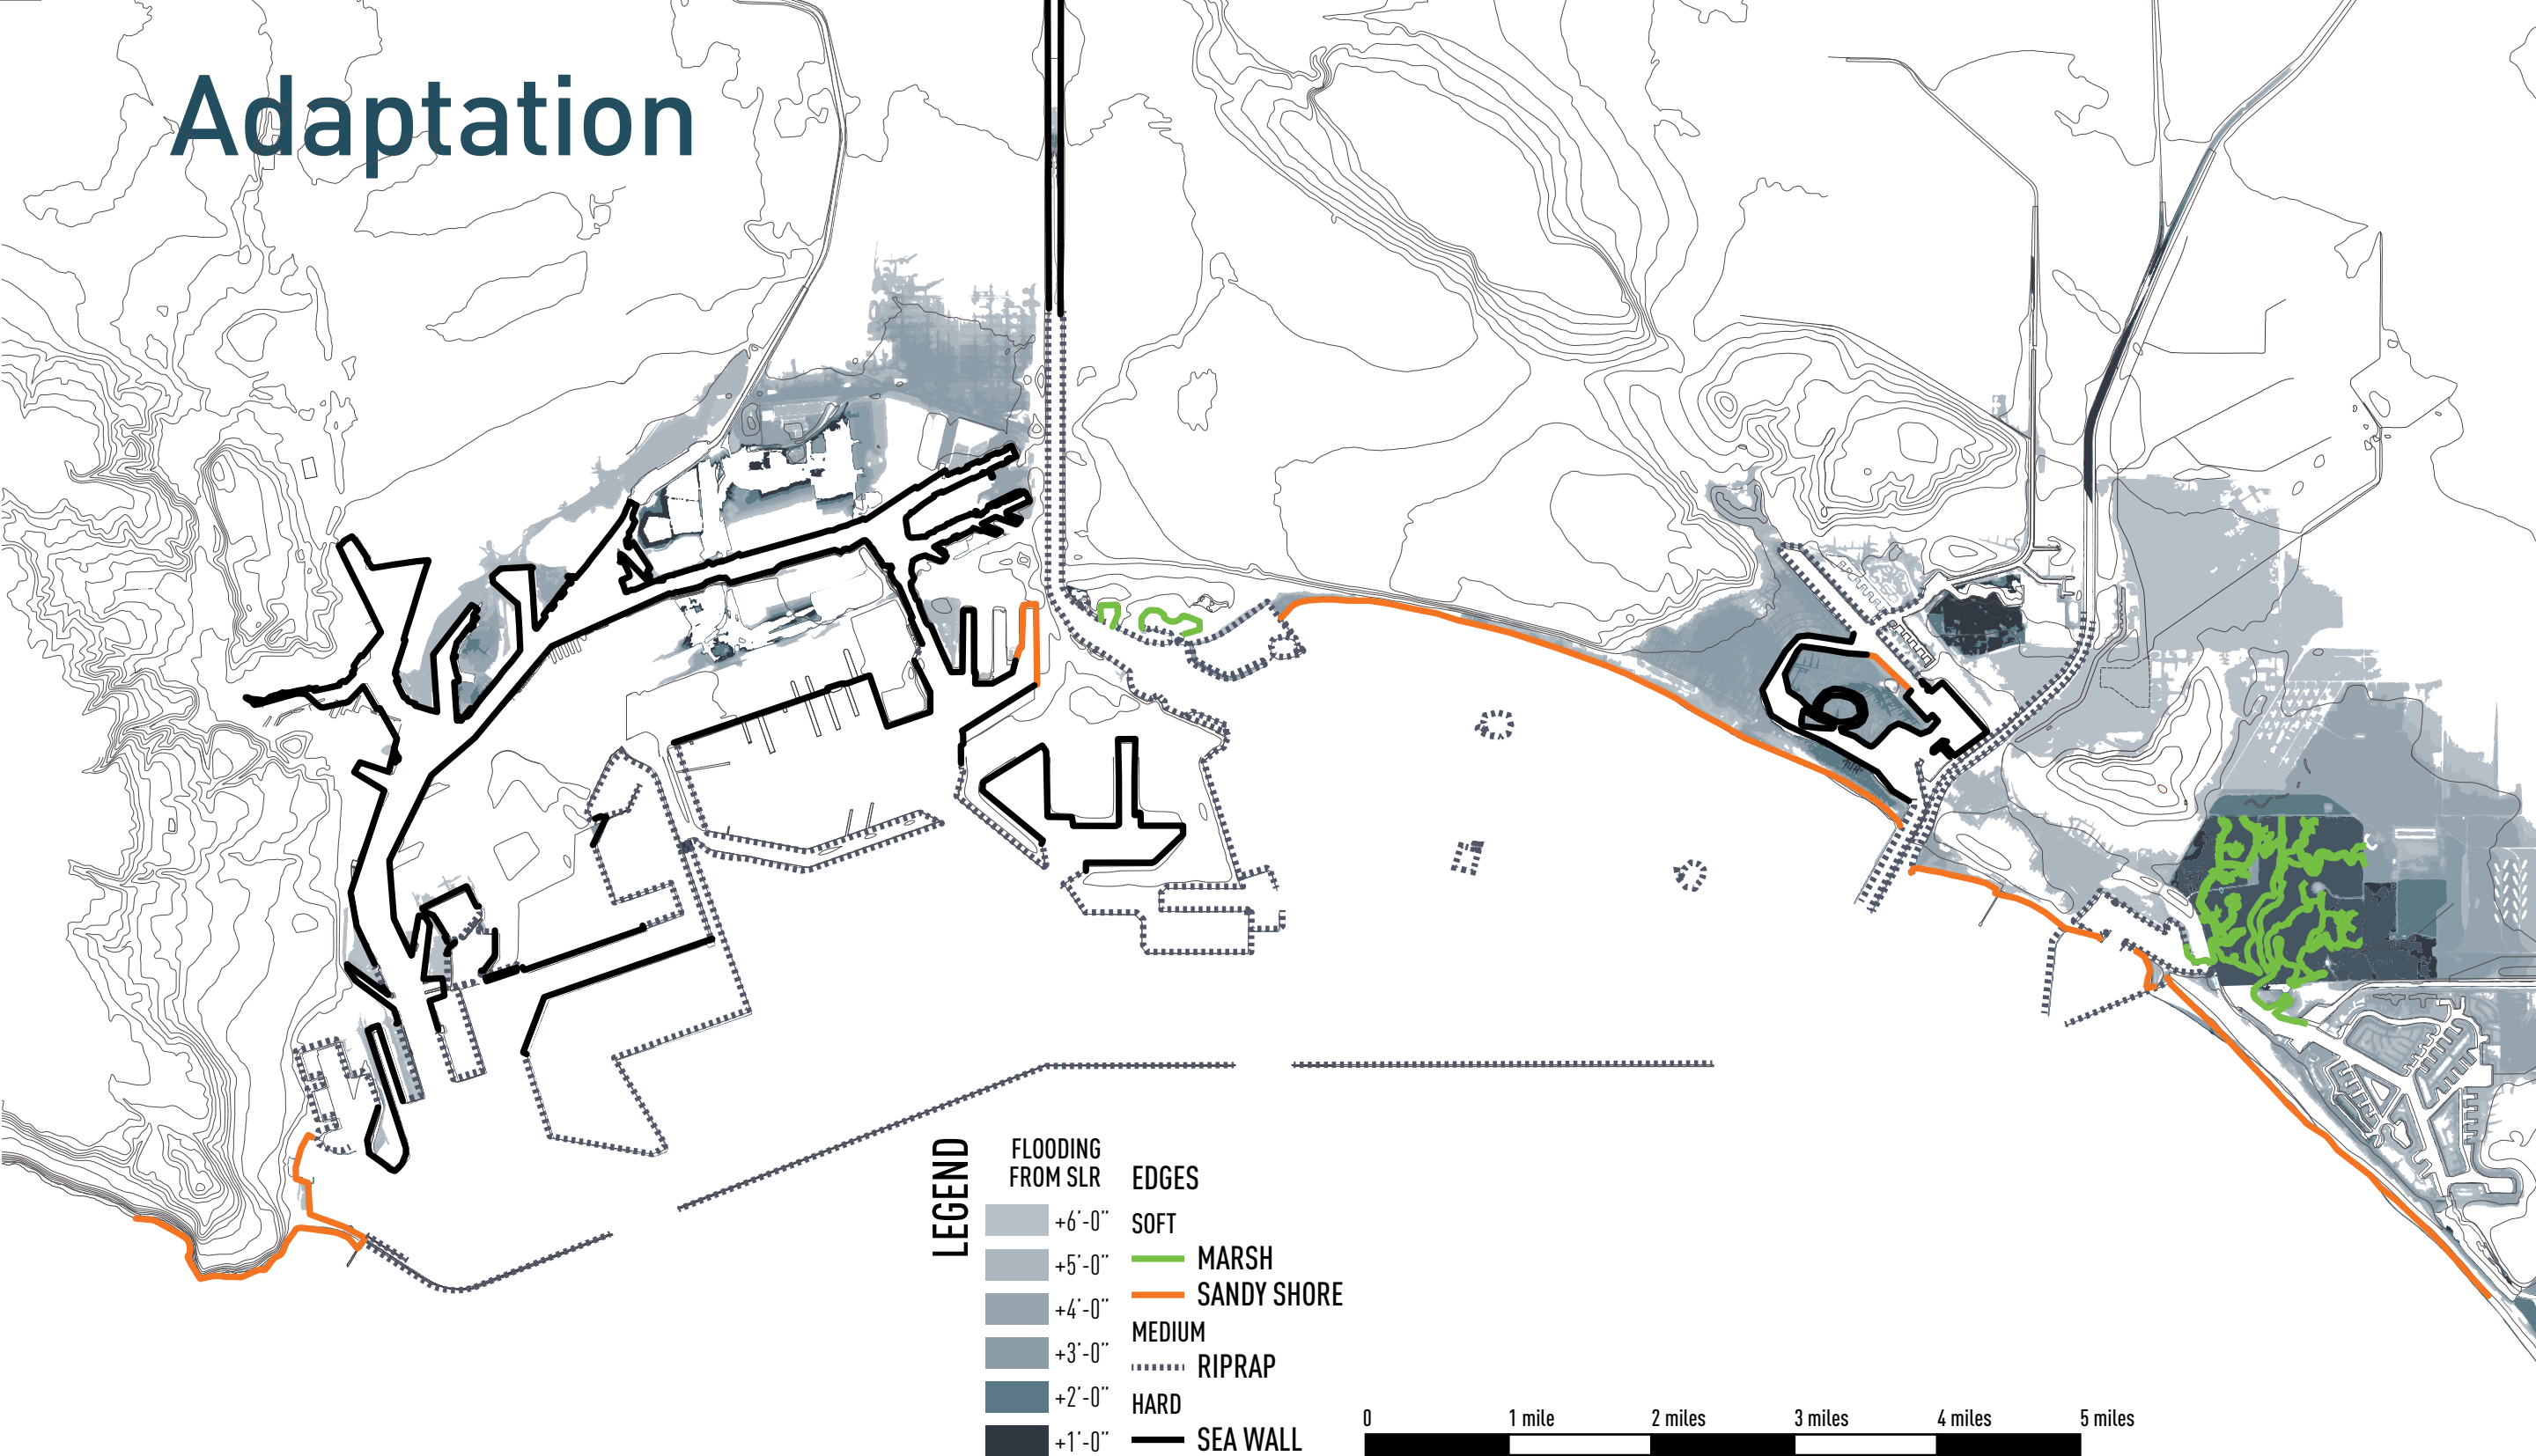 Adaptation
LEGEND
FLOODING
FROM SLR
+6'-0"
+5'-0"
+4'-0"
+3'-0"
+2'-0"
+1'-0"
EDGES
SOFT
MARSH
SANDY SHORE
MEDIUM
RIPRAP
HARD
SEA WALL
0 1 mile 2 miles 3 miles 4 miles 5 miles